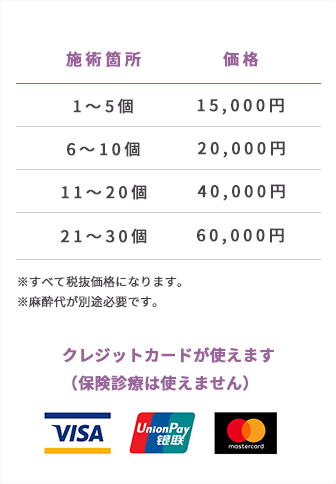 施術箇所 価格
1～5個 15,000円
6～10個 20,000円
11～20個 40,000円
21～30個 60,000円
※すべて税抜価格になります。
※麻酔代が別途必要です。
クレジットカードが使えます
（保険診療は使えません）
VISA UnionPay 银联 mastercard